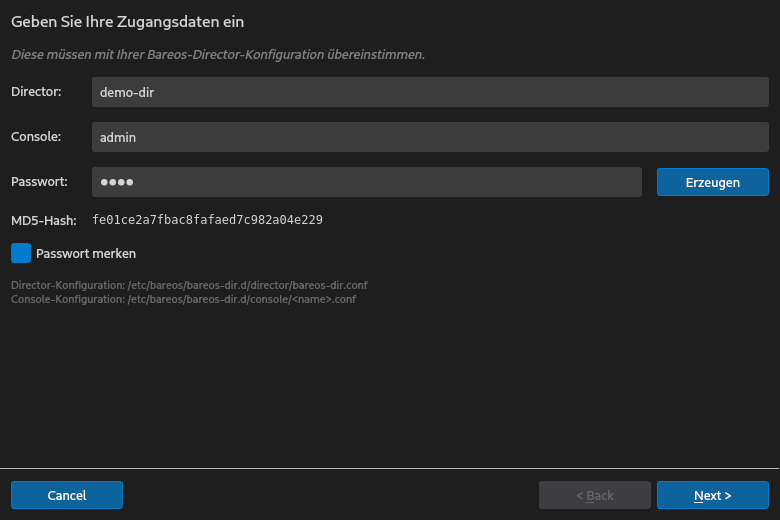 Geben Sie Ihre Zugangsdaten ein
Diese müssen mit Ihrer Bareos-Director-Konfiguration übereinstimmen.
Director: demo-dir
Console: admin
Passwort: ●●●● Erzeugen
MD5-Hash: fe01ce2a7fbac8fafaed7c982a04e229
Passwort merken
Director-Konfiguration: /etc/bareos/bareos-dir.d/director/bareos-dir.conf
Console-Konfiguration: /etc/bareos/bareos-dir.d/console/<name>.conf
Cancel < Back Next >